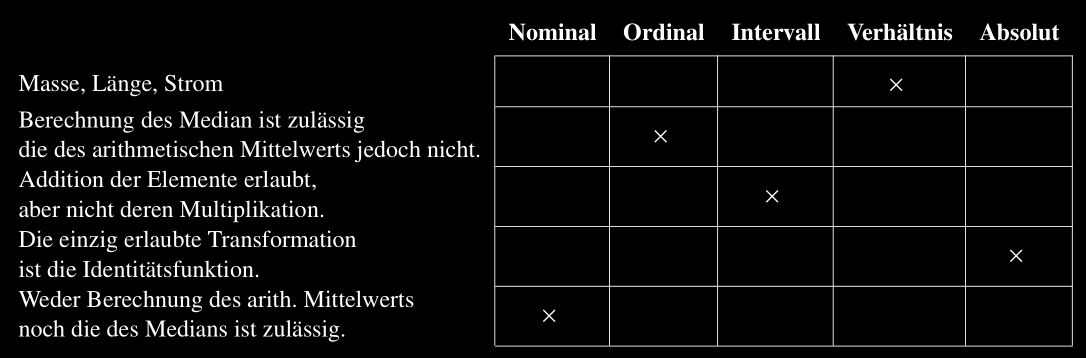 Nominal Ordinal Intervall Verhältnis Absolut
Masse, Länge, Strom ×
Berechnung des Median ist zulässig
die des arithmetischen Mittelwerts jedoch nicht. ×
Addition der Elemente erlaubt,
aber nicht deren Multiplikation. ×
Die einzig erlaubte Transformation
ist die Identitätsfunktion. ×
Weder Berechnung des arith. Mittelwerts
noch die des Medians ist zulässig. ×